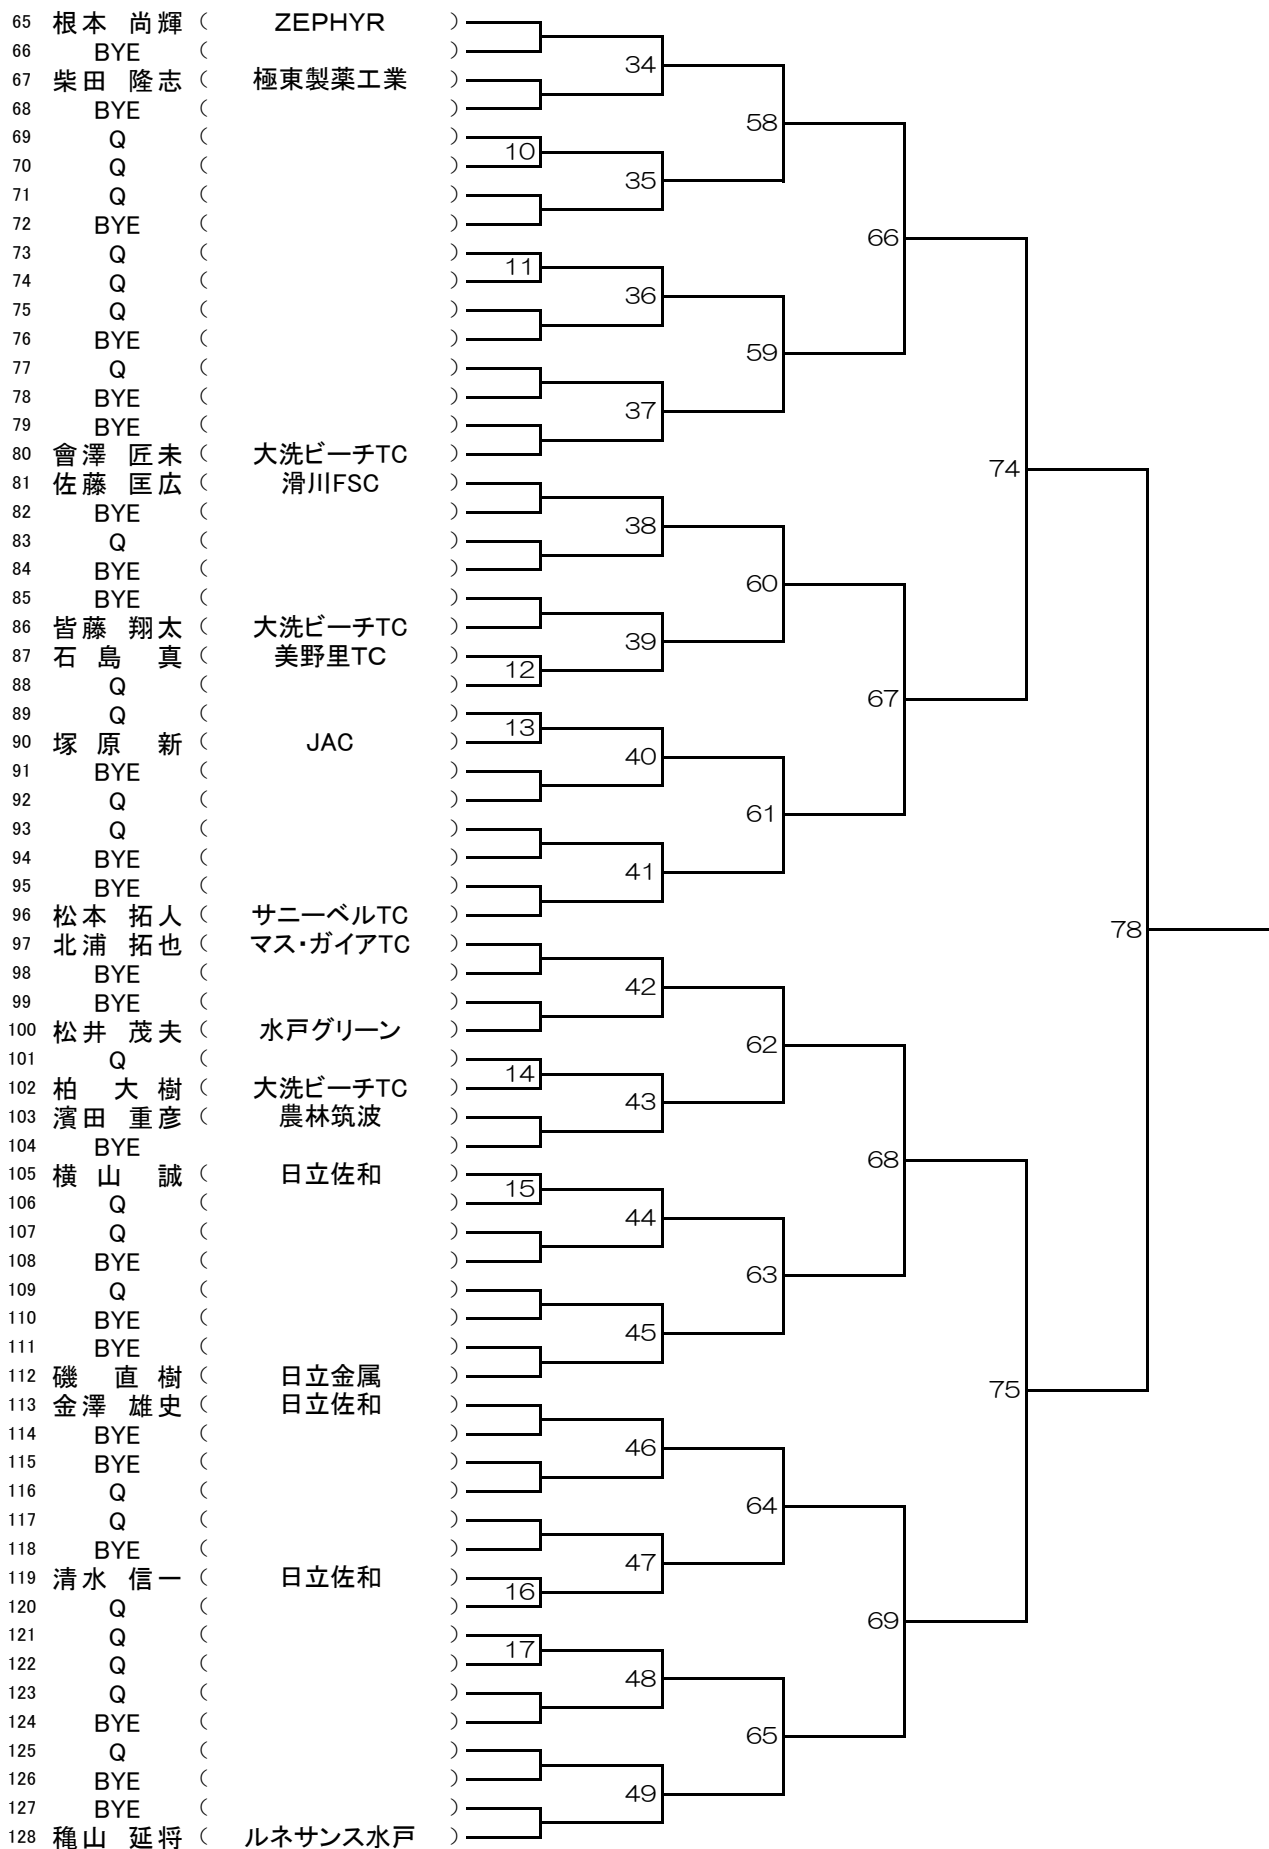 65 根本 尚輝 ( ZEPHYR )
66 BYE ( )
34
67 柴田 隆志 ( 極東製薬工業 )
68 BYE ( )
58
69 Q ( )
10
70 Q ( )
35
71 Q ( )
72 BYE ( )
66
73 Q ( )
11
74 Q ( )
36
75 Q ( )
76 BYE ( )
59
77 Q ( )
78 BYE ( )
37
79 BYE ( )
80 會澤 匠未 ( 大洗ビーチTC )
74
81 佐藤 匡広 ( 滑川FSC )
82 BYE ( )
38
83 Q ( )
84 BYE ( )
60
85 BYE ( )
86 皆藤 翔太 ( 大洗ビーチTC )
39
87 石島 真 ( 美野里TC )
12
88 Q ( )
67
89 Q ( )
13
90 塚原 新 ( JAC )
40
91 BYE ( )
92 Q ( )
61
93 Q ( )
94 BYE ( )
41
95 BYE ( )
96 松本 拓人 ( サニーベルTC )
78
97 北浦 拓也 ( マス・ガイアTC )
98 BYE ( )
42
99 BYE ( )
100 松井 茂夫 ( 水戸グリーン )
62
101 Q ( )
14
102 柏 大樹 ( 大洗ビーチTC )
43
103 濱田 重彦 ( 農林筑波 )
104 BYE ( )
68
105 横山 誠 ( 日立佐和 )
15
106 Q ( )
44
107 Q ( )
108 BYE ( )
63
109 Q ( )
110 BYE ( )
45
111 BYE ( )
112 磯 直樹 ( 日立金属 )
75
113 金澤 雄史 ( 日立佐和 )
114 BYE ( )
46
115 BYE ( )
116 Q ( )
64
117 Q ( )
118 BYE ( )
47
119 清水 信一 ( 日立佐和 )
16
120 Q ( )
69
121 Q ( )
17
122 Q ( )
48
123 Q ( )
124 BYE ( )
65
125 Q ( )
126 BYE ( )
49
127 BYE ( )
128 穐山 延将 ( ルネサンス水戸 )